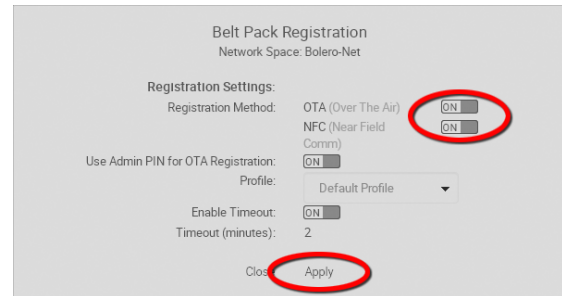 Belt Pack Registration
Network Space: Bolero-Net
Registration Settings:
Registration Method: OTA (Over The Air) ON
NFC (Near Field ON
Comm)
Use Admin PIN for OTA Registration: ON
Profile: Default Profile
Enable Timeout: ON
Timeout (minutes): 2
Clos Apply